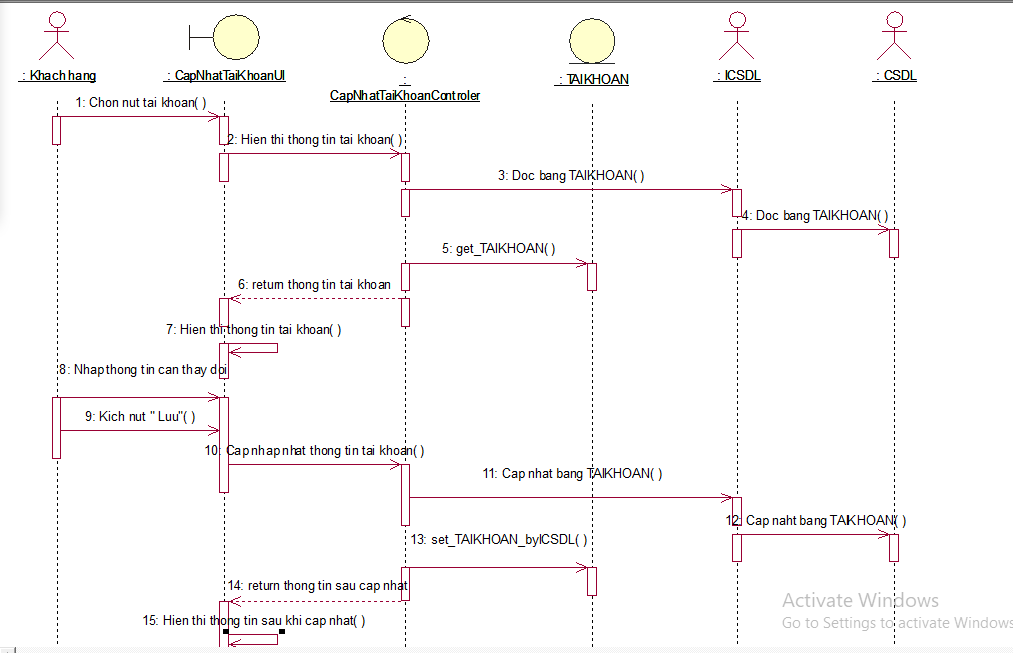 : Khach hang
: CapNhatTaiKhoanUI
:
CapNhatTaiKhoanControler
: TAIKHOAN
: ICSDL
: CSDL
1: Chon nut tai khoan( )
2: Hien thi thong tin tai khoan( )
3: Doc bang TAIKHOAN( )
4: Doc bang TAIKHOAN( )
5: get_TAIKHOAN( )
6: return thong tin tai khoan
7: Hien thi thong tin tai khoan( )
8: Nhap thong tin can thay doi
9: Kich nut " Luu"( )
10: Cap nhap nhat thong tin tai khoan( )
11: Cap nhat bang TAIKHOAN( )
12: Cap naht bang TAIKHOAN( )
13: set_TAIKHOAN_byICSDL( )
14: return thong tin sau cap nhat
15: Hien thi thong tin sau khi cap nhat( )
Activate Windows
Go to Settings to activate Windows